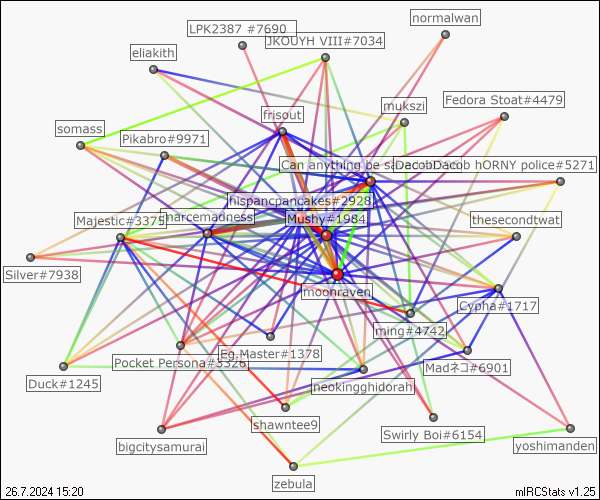 normalwan
LPK2387 #7690
JKOUYH VIII#7034
eliakith
Fedora Stoat#4479
mukszi
frisout
somass
Pikabro#9971
Can anything be sa
DacobDacob hORNY police#5271
hispancpancakes#2928
Majestic#3375
marcemadness
Mushy#1984
thesecondtwat
Silver#7938
moonraven
Cypha#1717
ming#4742
Pocket Persona#3326
Eg.Master#1378
Madネコ#6901
Duck#1245
neokingghidorah
shawntee9
Swirly Boi#6154
bigcitysamurai
yoshimanden
zebula
26.7.2024 15:20
mIRCStats v1.25